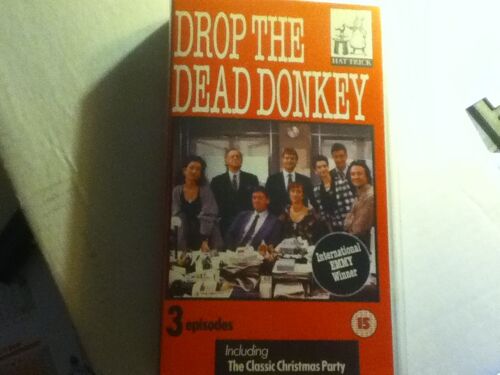 DROP THE
DEAD DONKEY
HAT TRICK
International
EMMY
Winner
3 episodes
15
Including
The Classic Christmas Party